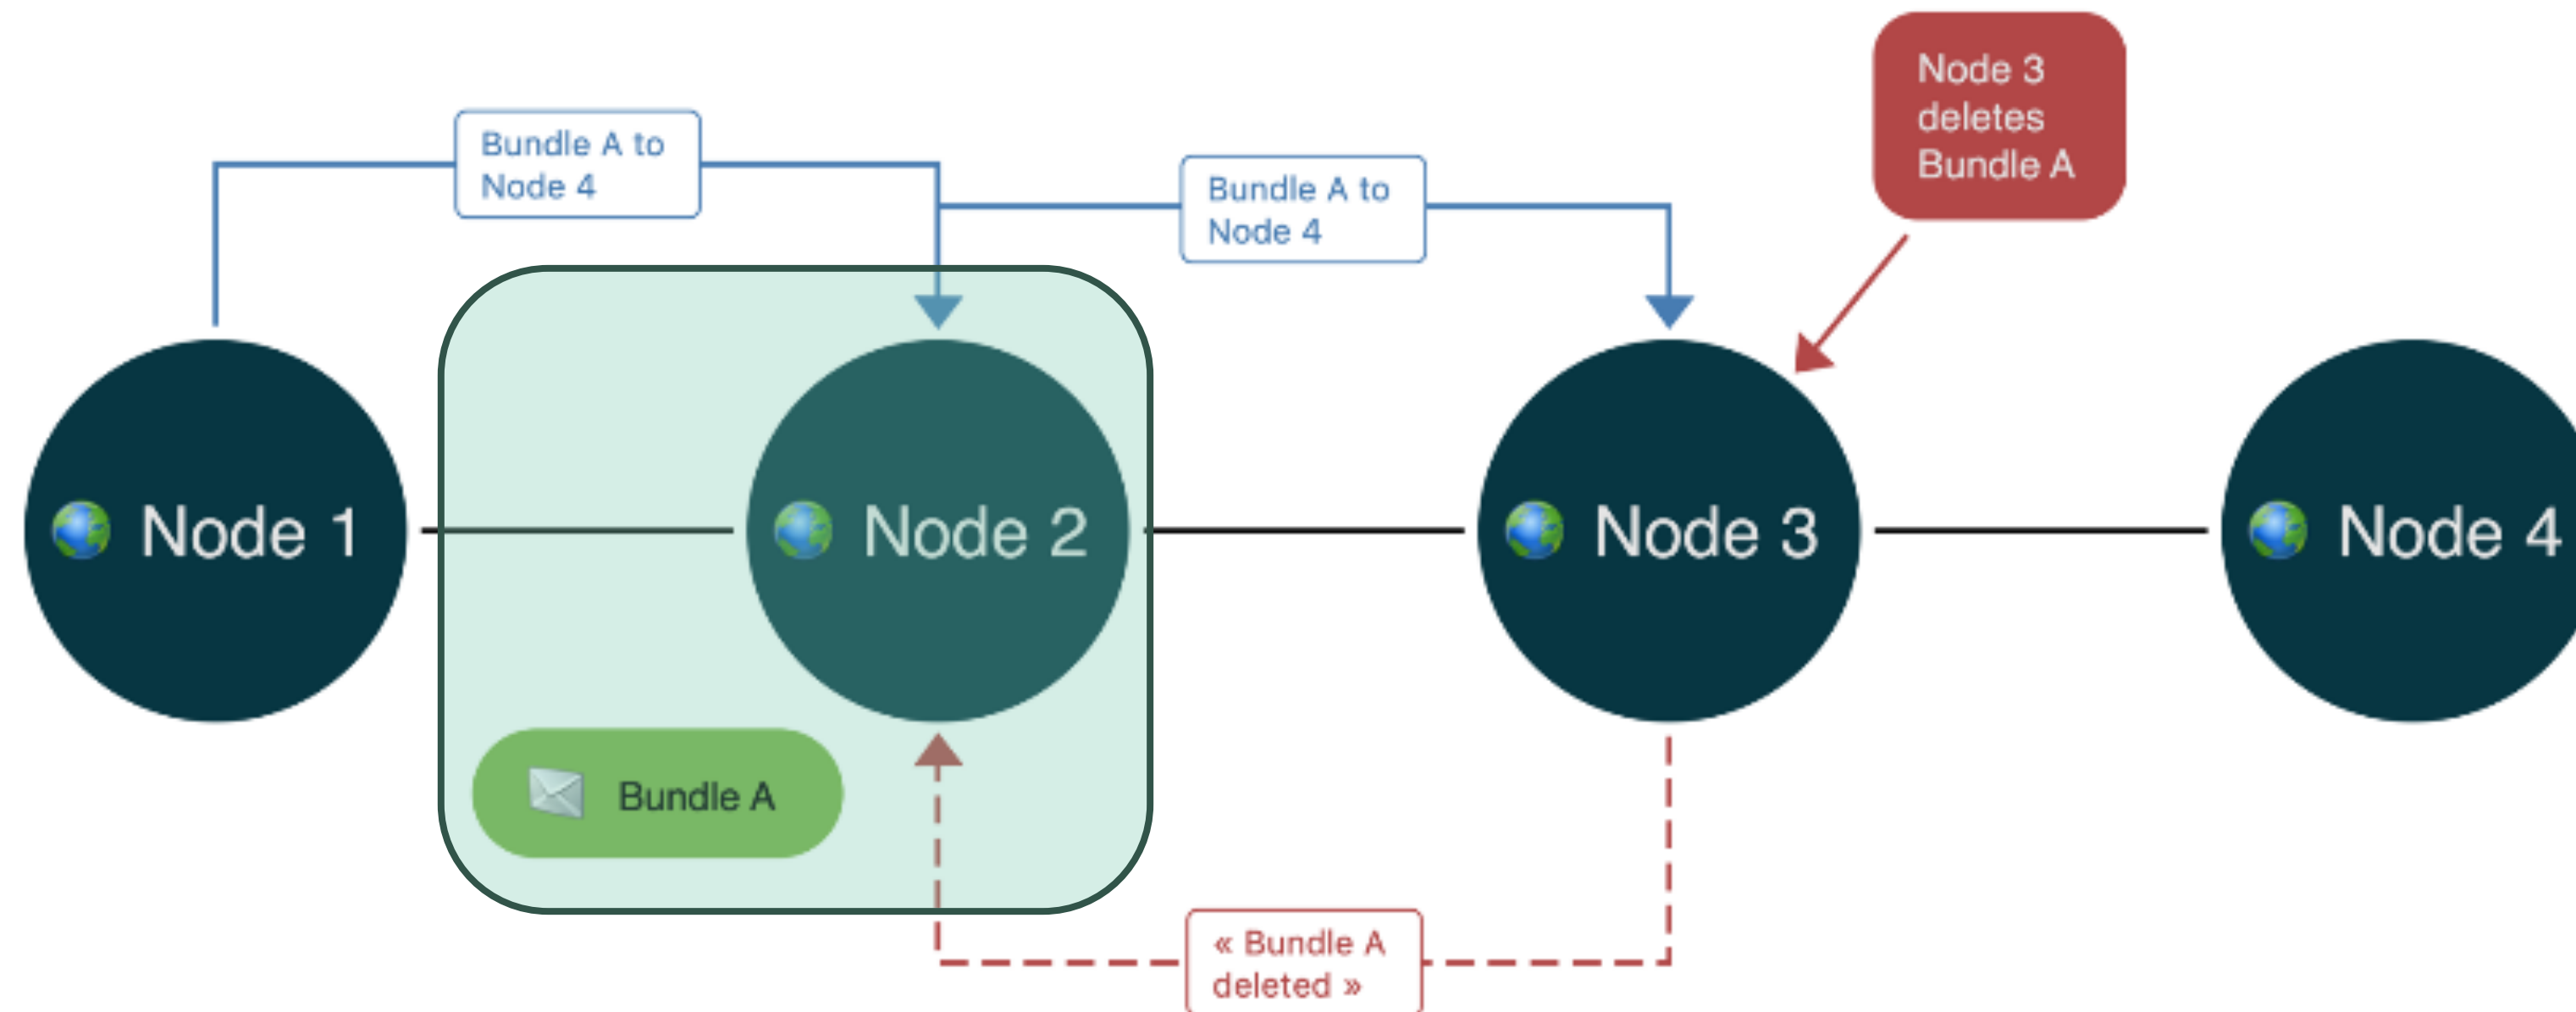 Node 3
deletes
Bundle A
Bundle A to
Node 4
Bundle A to
Node 4
Node 1
Node 2
Node 3
Node 4
Bundle A
« Bundle A
deleted »